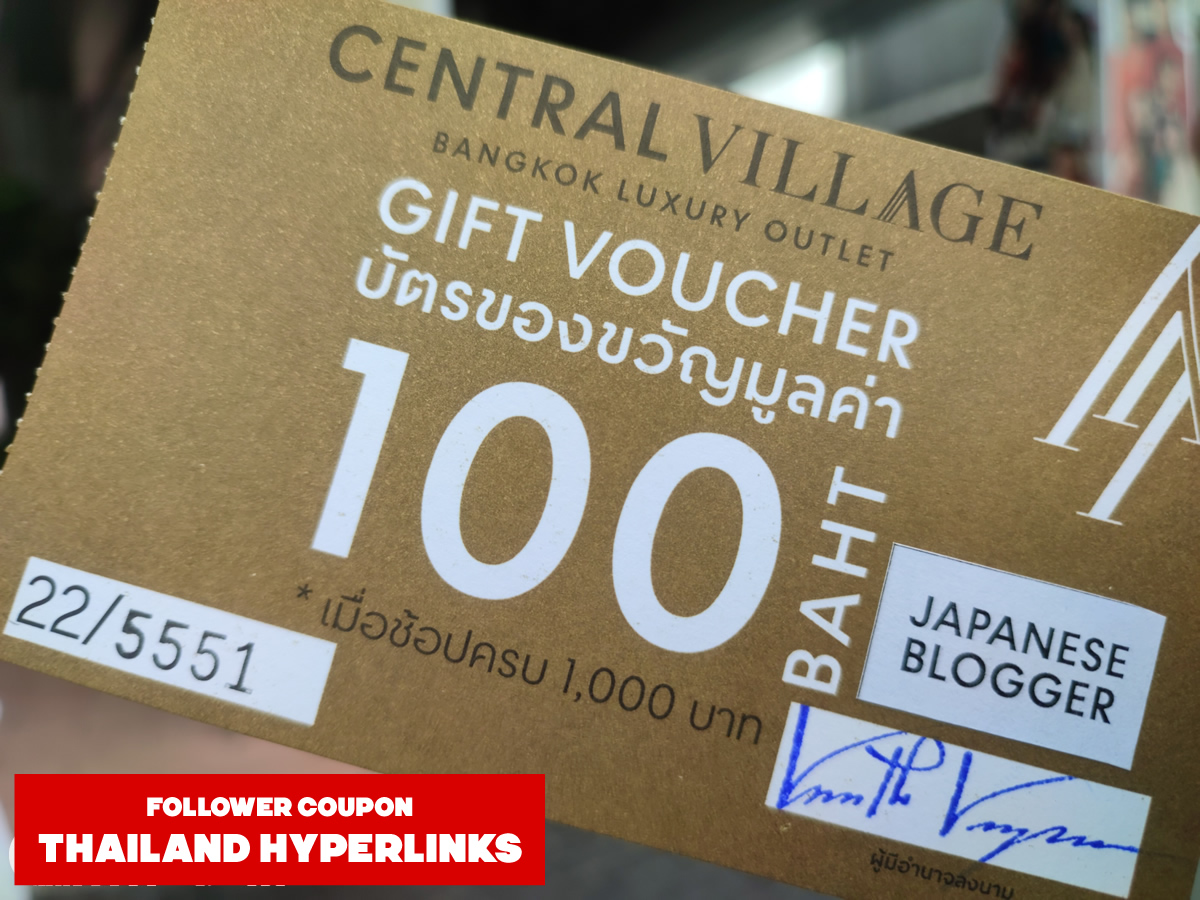 CENTRAL VILLAGE
BANGKOK LUXURY OUTLET
GIFT VOUCHER
บัตรของขวัญมูลค่า
100 BAHT
* เมื่อช้อปครบ 1,000 บาท
22/5551
JAPANESE
BLOGGER
ผู้มีอำนาจลงนาม
FOLLOWER COUPON
THAILAND HYPERLINKS